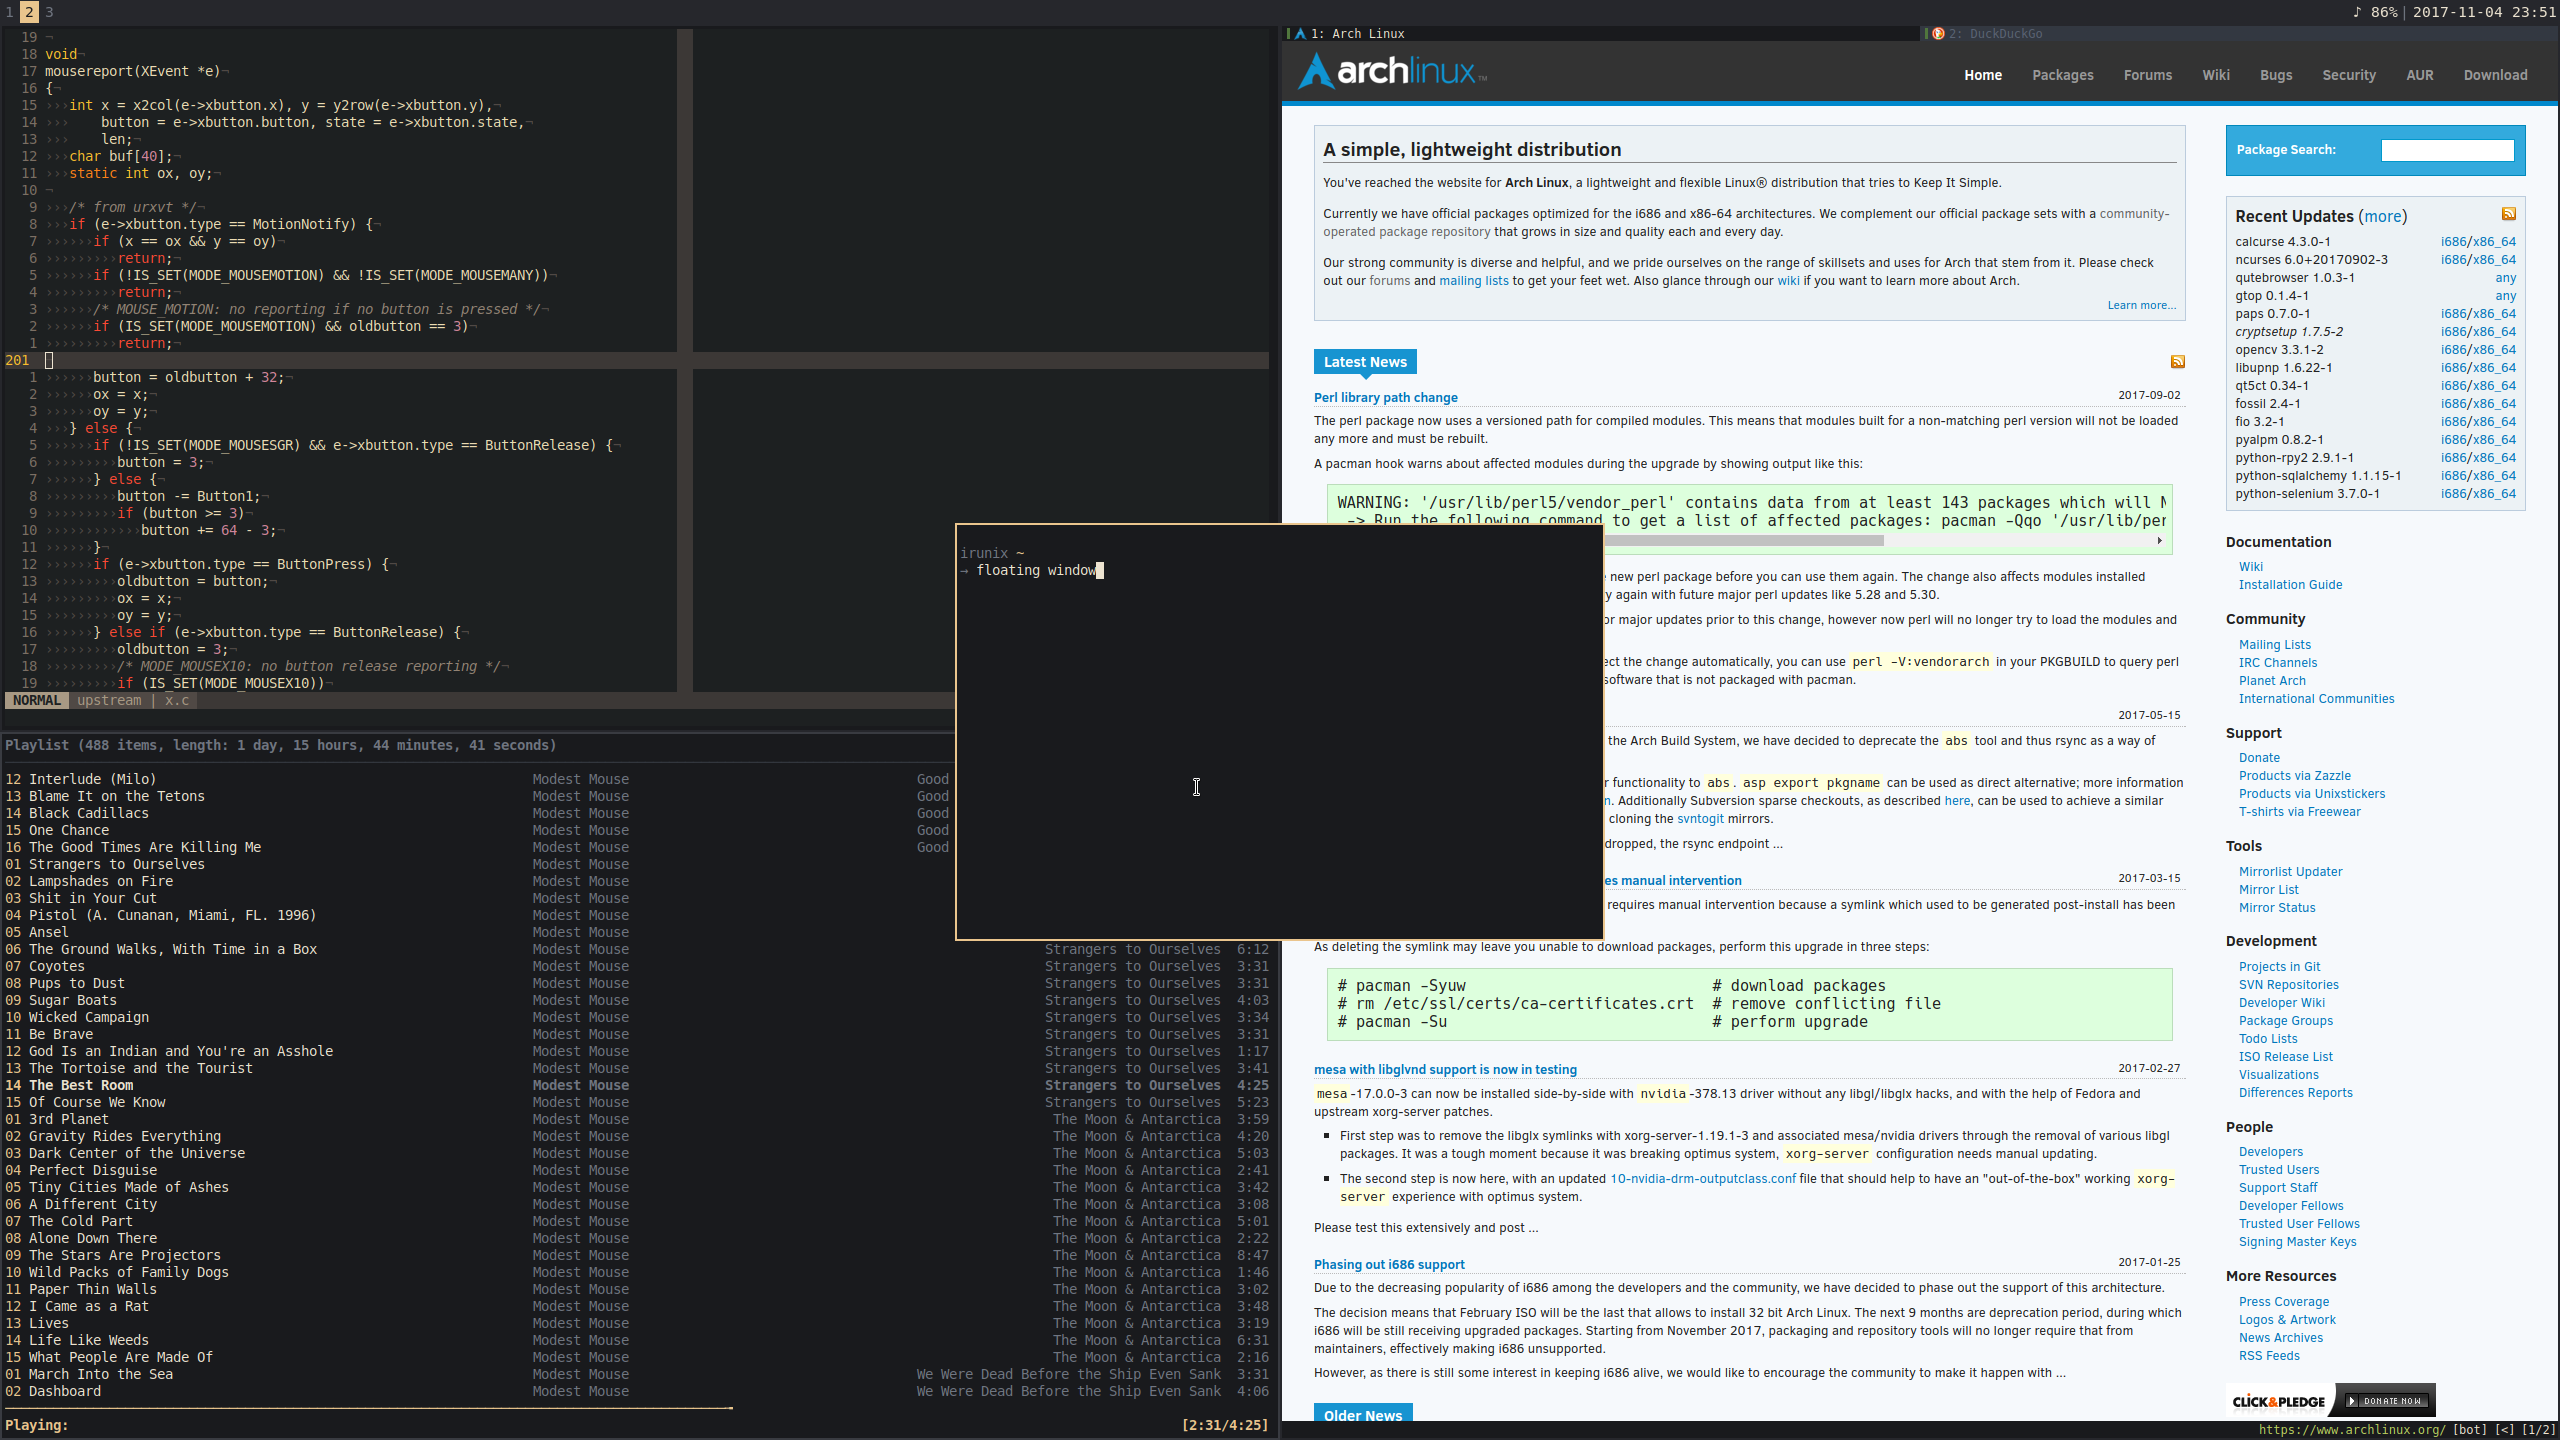 1 2 3
♪ 86%| 2017-11-04 23:51
19 ¬
18 void¬
17 mousereport(XEvent *e)¬
16 {¬
15 ›››int x = x2col(e->xbutton.x), y = y2row(e->xbutton.y),¬
14 ›››    button = e->xbutton.button, state = e->xbutton.state,¬
13 ›››    len;¬
12 ›››char buf[40];¬
11 ›››static int ox, oy;¬
10 ¬
9 ›››/* from urxvt */¬
8 ›››if (e->xbutton.type == MotionNotify) {¬
7 ››››››if (x == ox && y == oy)¬
6 ›››››››››return;¬
5 ››››››if (!IS_SET(MODE_MOUSEMOTION) && !IS_SET(MODE_MOUSEMANY))¬
4 ›››››››››return;¬
3 ››››››/* MOUSE_MOTION: no reporting if no button is pressed */¬
2 ››››››if (IS_SET(MODE_MOUSEMOTION) && oldbutton == 3)¬
1 ›››››››››return;¬
201
1 ››››››button = oldbutton + 32;¬
2 ››››››ox = x;¬
3 ››››››oy = y;¬
4 ›››} else {¬
5 ››››››if (!IS_SET(MODE_MOUSESGR) && e->xbutton.type == ButtonRelease) {¬
6 ›››››››››button = 3;¬
7 ››››››} else {¬
8 ›››››››››button -= Button1;¬
9 ›››››››››if (button >= 3)¬
10 ››››››››››››button += 64 - 3;¬
11 ››››››}¬
12 ››››››if (e->xbutton.type == ButtonPress) {¬
13 ›››››››››oldbutton = button;¬
14 ›››››››››ox = x;¬
15 ›››››››››oy = y;¬
16 ››››››} else if (e->xbutton.type == ButtonRelease) {¬
17 ›››››››››oldbutton = 3;¬
18 ›››››››››/* MODE_MOUSEX10: no button release reporting */¬
19 ›››››››››if (IS_SET(MODE_MOUSEX10))¬
NORMAL upstream | x.c
Playlist (488 items, length: 1 day, 15 hours, 44 minutes, 41 seconds)
12 Interlude (Milo) Modest Mouse Good
13 Blame It on the Tetons Modest Mouse Good
14 Black Cadillacs Modest Mouse Good
15 One Chance Modest Mouse Good
16 The Good Times Are Killing Me Modest Mouse Good
01 Strangers to Ourselves Modest Mouse
02 Lampshades on Fire Modest Mouse
03 Shit in Your Cut Modest Mouse
04 Pistol (A. Cunanan, Miami, FL. 1996) Modest Mouse
05 Ansel Modest Mouse
06 The Ground Walks, With Time in a Box Modest Mouse Strangers to Ourselves 6:12
07 Coyotes Modest Mouse Strangers to Ourselves 3:31
08 Pups to Dust Modest Mouse Strangers to Ourselves 3:31
09 Sugar Boats Modest Mouse Strangers to Ourselves 4:03
10 Wicked Campaign Modest Mouse Strangers to Ourselves 3:34
11 Be Brave Modest Mouse Strangers to Ourselves 3:31
12 God Is an Indian and You're an Asshole Modest Mouse Strangers to Ourselves 1:17
13 The Tortoise and the Tourist Modest Mouse Strangers to Ourselves 3:41
14 The Best Room Modest Mouse Strangers to Ourselves 4:25
15 Of Course We Know Modest Mouse Strangers to Ourselves 5:23
01 3rd Planet Modest Mouse The Moon & Antarctica 3:59
02 Gravity Rides Everything Modest Mouse The Moon & Antarctica 4:20
03 Dark Center of the Universe Modest Mouse The Moon & Antarctica 5:03
04 Perfect Disguise Modest Mouse The Moon & Antarctica 2:41
05 Tiny Cities Made of Ashes Modest Mouse The Moon & Antarctica 3:42
06 A Different City Modest Mouse The Moon & Antarctica 3:08
07 The Cold Part Modest Mouse The Moon & Antarctica 5:01
08 Alone Down There Modest Mouse The Moon & Antarctica 2:22
09 The Stars Are Projectors Modest Mouse The Moon & Antarctica 8:47
10 Wild Packs of Family Dogs Modest Mouse The Moon & Antarctica 1:46
11 Paper Thin Walls Modest Mouse The Moon & Antarctica 3:02
12 I Came as a Rat Modest Mouse The Moon & Antarctica 3:48
13 Lives Modest Mouse The Moon & Antarctica 3:19
14 Life Like Weeds Modest Mouse The Moon & Antarctica 6:31
15 What People Are Made Of Modest Mouse The Moon & Antarctica 2:16
01 March Into the Sea Modest Mouse We Were Dead Before the Ship Even Sank 3:31
02 Dashboard Modest Mouse We Were Dead Before the Ship Even Sank 4:06
Playing: [2:31/4:25]
irunix ~
→ floating window
1: Arch Linux
2: DuckDuckGo
archlinux™
Home Packages Forums Wiki Bugs Security AUR Download
A simple, lightweight distribution
You've reached the website for Arch Linux, a lightweight and flexible Linux® distribution that tries to Keep It Simple.
Currently we have official packages optimized for the i686 and x86-64 architectures. We complement our official package sets with a community-
operated package repository that grows in size and quality each and every day.
Our strong community is diverse and helpful, and we pride ourselves on the range of skillsets and uses for Arch that stem from it. Please check
out our forums and mailing lists to get your feet wet. Also glance through our wiki if you want to learn more about Arch.
Learn more...
Latest News
Perl library path change 2017-09-02
The perl package now uses a versioned path for compiled modules. This means that modules built for a non-matching perl version will not be loaded
any more and must be rebuilt.
A pacman hook warns about affected modules during the upgrade by showing output like this:
WARNING: '/usr/lib/perl5/vendor_perl' contains data from at least 143 packages which will N
-> Run the following command to get a list of affected packages: pacman -Qqo '/usr/lib/per
new perl package before you can use them again. The change also affects modules installed
y again with future major perl updates like 5.28 and 5.30.
or major updates prior to this change, however now perl will no longer try to load the modules and
ect the change automatically, you can use perl -V:vendorarch in your PKGBUILD to query perl
software that is not packaged with pacman.
2017-05-15
the Arch Build System, we have decided to deprecate the abs tool and thus rsync as a way of
r functionality to abs. asp export pkgname can be used as direct alternative; more information
n. Additionally Subversion sparse checkouts, as described here, can be used to achieve a similar
cloning the svntogit mirrors.
dropped, the rsync endpoint ...
es manual intervention 2017-03-15
requires manual intervention because a symlink which used to be generated post-install has been
As deleting the symlink may leave you unable to download packages, perform this upgrade in three steps:
# pacman -Syuw # download packages
# rm /etc/ssl/certs/ca-certificates.crt # remove conflicting file
# pacman -Su # perform upgrade
mesa with libglvnd support is now in testing 2017-02-27
mesa-17.0.0-3 can now be installed side-by-side with nvidia-378.13 driver without any libgl/libglx hacks, and with the help of Fedora and
upstream xorg-server patches.
▪ First step was to remove the libglx symlinks with xorg-server-1.19.1-3 and associated mesa/nvidia drivers through the removal of various libgl
packages. It was a tough moment because it was breaking optimus system, xorg-server configuration needs manual updating.
▪ The second step is now here, with an updated 10-nvidia-drm-outputclass.conf file that should help to have an "out-of-the-box" working xorg-
server experience with optimus system.
Please test this extensively and post ...
Phasing out i686 support 2017-01-25
Due to the decreasing popularity of i686 among the developers and the community, we have decided to phase out the support of this architecture.
The decision means that February ISO will be the last that allows to install 32 bit Arch Linux. The next 9 months are deprecation period, during which
i686 will be still receiving upgraded packages. Starting from November 2017, packaging and repository tools will no longer require that from
maintainers, effectively making i686 unsupported.
However, as there is still some interest in keeping i686 alive, we would like to encourage the community to make it happen with ...
Older News
Package Search:
Recent Updates (more)
calcurse 4.3.0-1 i686/x86_64
ncurses 6.0+20170902-3 i686/x86_64
qutebrowser 1.0.3-1 any
gtop 0.1.4-1 any
paps 0.7.0-1 i686/x86_64
cryptsetup 1.7.5-2 i686/x86_64
opencv 3.3.1-2 i686/x86_64
libupnp 1.6.22-1 i686/x86_64
qt5ct 0.34-1 i686/x86_64
fossil 2.4-1 i686/x86_64
fio 3.2-1 i686/x86_64
pyalpm 0.8.2-1 i686/x86_64
python-rpy2 2.9.1-1 i686/x86_64
python-sqlalchemy 1.1.15-1 i686/x86_64
python-selenium 3.7.0-1 i686/x86_64
Documentation
Wiki
Installation Guide
Community
Mailing Lists
IRC Channels
Planet Arch
International Communities
Support
Donate
Products via Zazzle
Products via Unixstickers
T-shirts via Freewear
Tools
Mirrorlist Updater
Mirror List
Mirror Status
Development
Projects in Git
SVN Repositories
Developer Wiki
Package Groups
Todo Lists
ISO Release List
Visualizations
Differences Reports
People
Developers
Trusted Users
Support Staff
Developer Fellows
Trusted User Fellows
Signing Master Keys
More Resources
Press Coverage
Logos & Artwork
News Archives
RSS Feeds
CLICK&PLEDGE DONATE NOW
https://www.archlinux.org/ [bot] [<] [1/2]